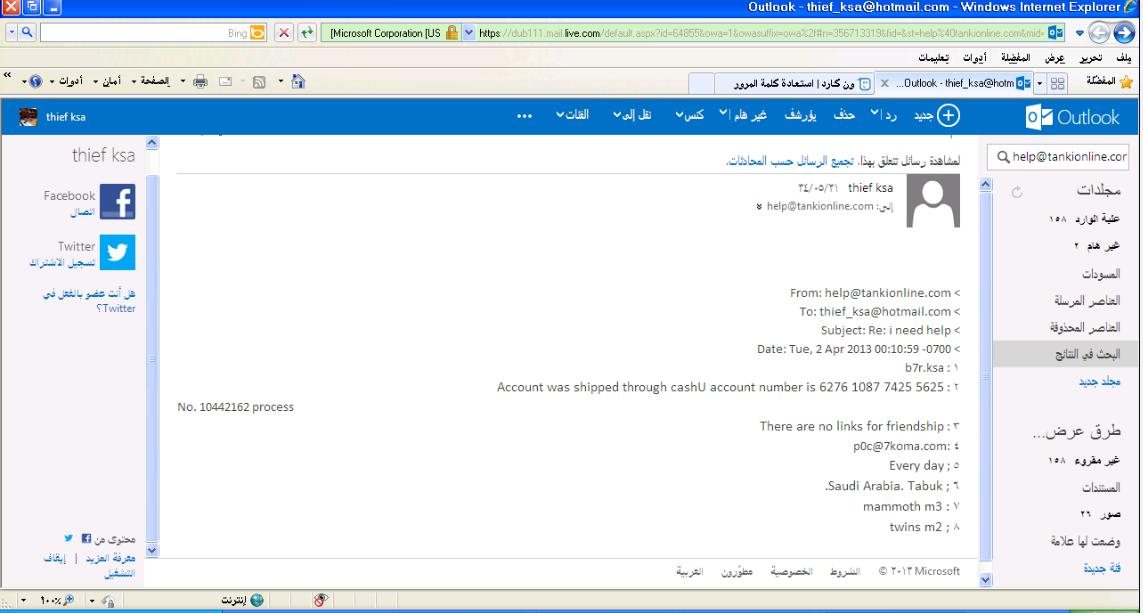 Outlook - thief_ksa@hotmail.com - Windows Internet Explorer
Bing
[Microsoft Corporation [US
https://dub111.mail.live.com/default.aspx?id=64855&owa=1&owasuffix=owa%2f#n=356713319&fid=&st=help%40tankionline.com&mid=
ملف تحرير عرض المفضلة أدوات تعليمات
المفضلة
Outlook - thief_ksa@hotm...
ون كارد | استعادة كلمة المرور
الصفحة
أمان
أدوات
Outlook
جديد
رد |
حذف
يؤرشف
غير هام |
كنس
نقل إلى
الفئات
...
thief ksa
help@tankionline.cor
مجلدات
علبة الوارد ١٥٨
غير هام ٢
المسودات
العناصر المرسلة
العناصر المحذوفة
البحث في النتائج
مجلد جديد
طرق عرض...
غير مقروء ١٥٨
المستندات
صور ٢٦
وضعت لها علامة
فئة جديدة
لمشاهدة رسائل تتعلق بهذا، تجميع الرسائل حسب المحادثات.
thief ksa ٣٤/٠٥/٢١
إلى: help@tankionline.com
From: help@tankionline.com <
To: thief_ksa@hotmail.com <
Subject: Re: i need help <
Date: Tue, 2 Apr 2013 00:10:59 -0700 <
b7r.ksa : ١
Account was shipped through cashU account number is 6276 1087 7425 5625 : ٢
No. 10442162 process
There are no links for friendship : ٣
p0c@7koma.com: ٤
Every day ; ٥
.Saudi Arabia. Tabuk ; ٦
mammoth m3 : ٧
twins m2 ; ٨
© ٢٠١٣ Microsoft الشروط الخصوصية مطوّرون العربية
thief ksa
Facebook
اتصال
Twitter
تسجيل الاشتراك
هل أنت عضو بالفعل في
Twitter؟
محتوى من
معرفة المزيد | إيقاف
التشغيل
إنترنت
١٠٠%